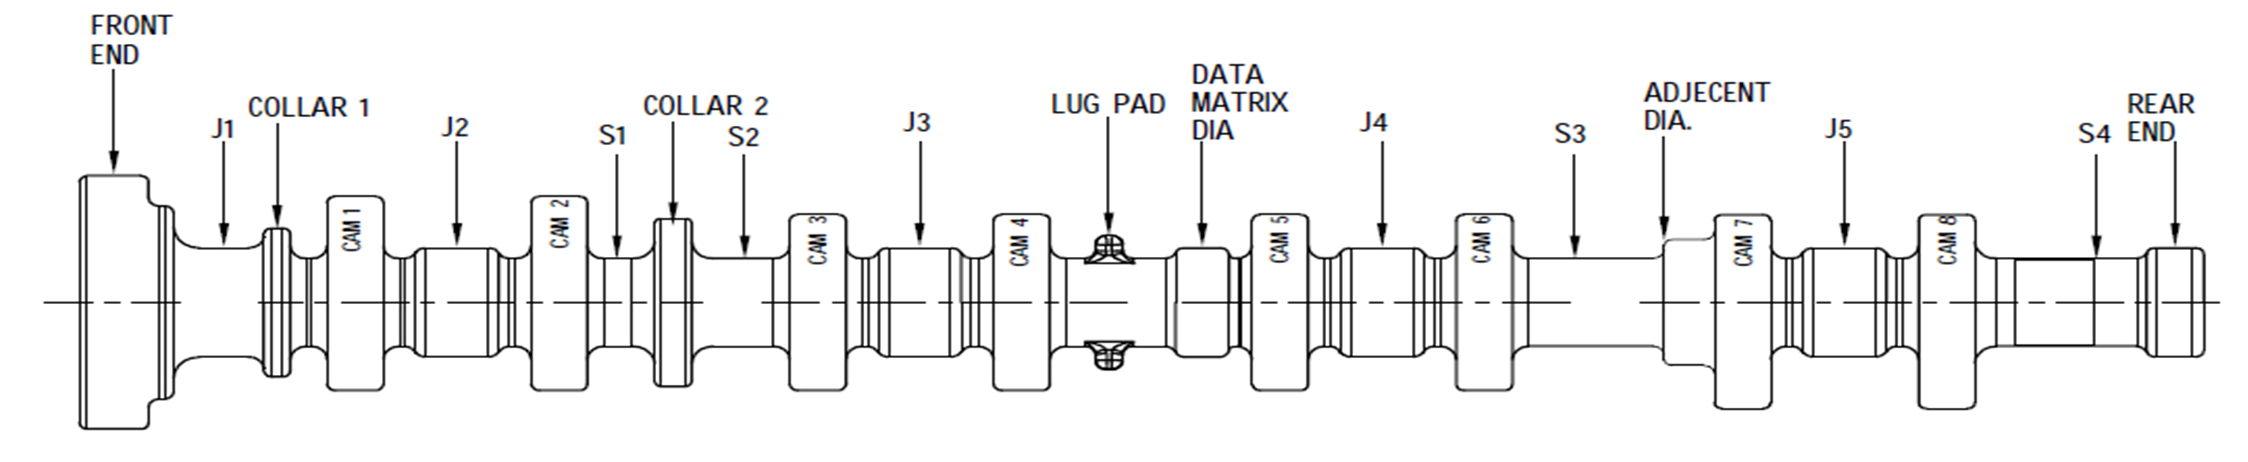 FRONT
END
J1
COLLAR 1
CAM 1
J2
CAM 2
S1
COLLAR 2
S2
CAM 3
J3
CAM 4
LUG PAD
DATA
MATRIX
DIA
CAM 5
J4
CAM 6
S3
ADJECENT
DIA.
CAM 7
J5
CAM 8
S4
REAR
END